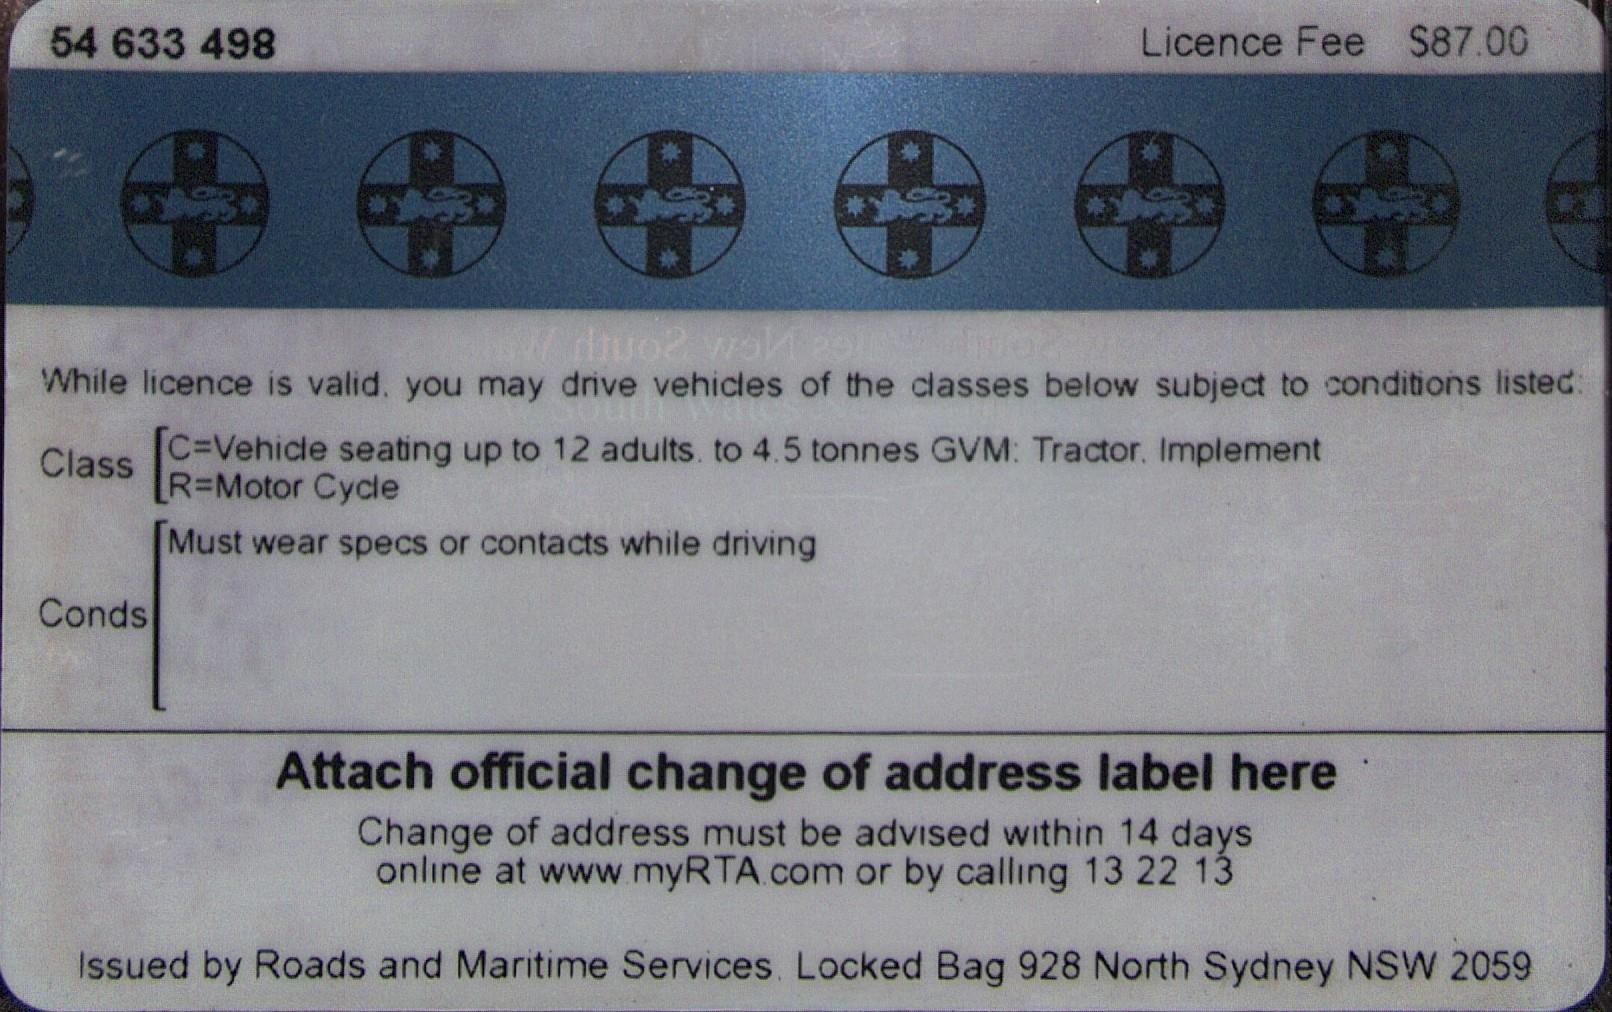 54 633 498 Licence Fee $87.00
While licence is valid, you may drive vehicles of the classes below subject to conditions listed:
Class
C=Vehicle seating up to 12 adults, to 4.5 tonnes GVM: Tractor, Implement
R=Motor Cycle
Must wear specs or contacts while driving
Conds
Attach official change of address label here
Change of address must be advised within 14 days
online at www.myRTA.com or by calling 13 22 13
Issued by Roads and Maritime Services, Locked Bag 928 North Sydney NSW 2059